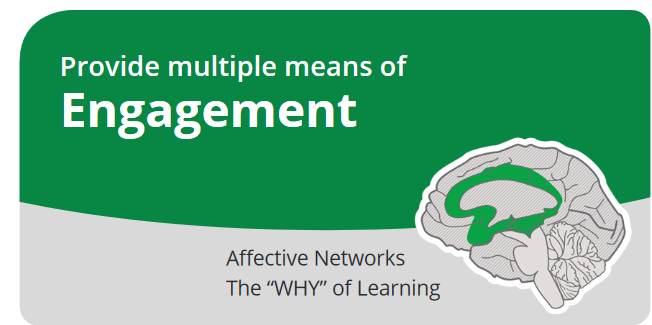 Provide multiple means of
Engagement
Affective Networks
The “WHY” of Learning